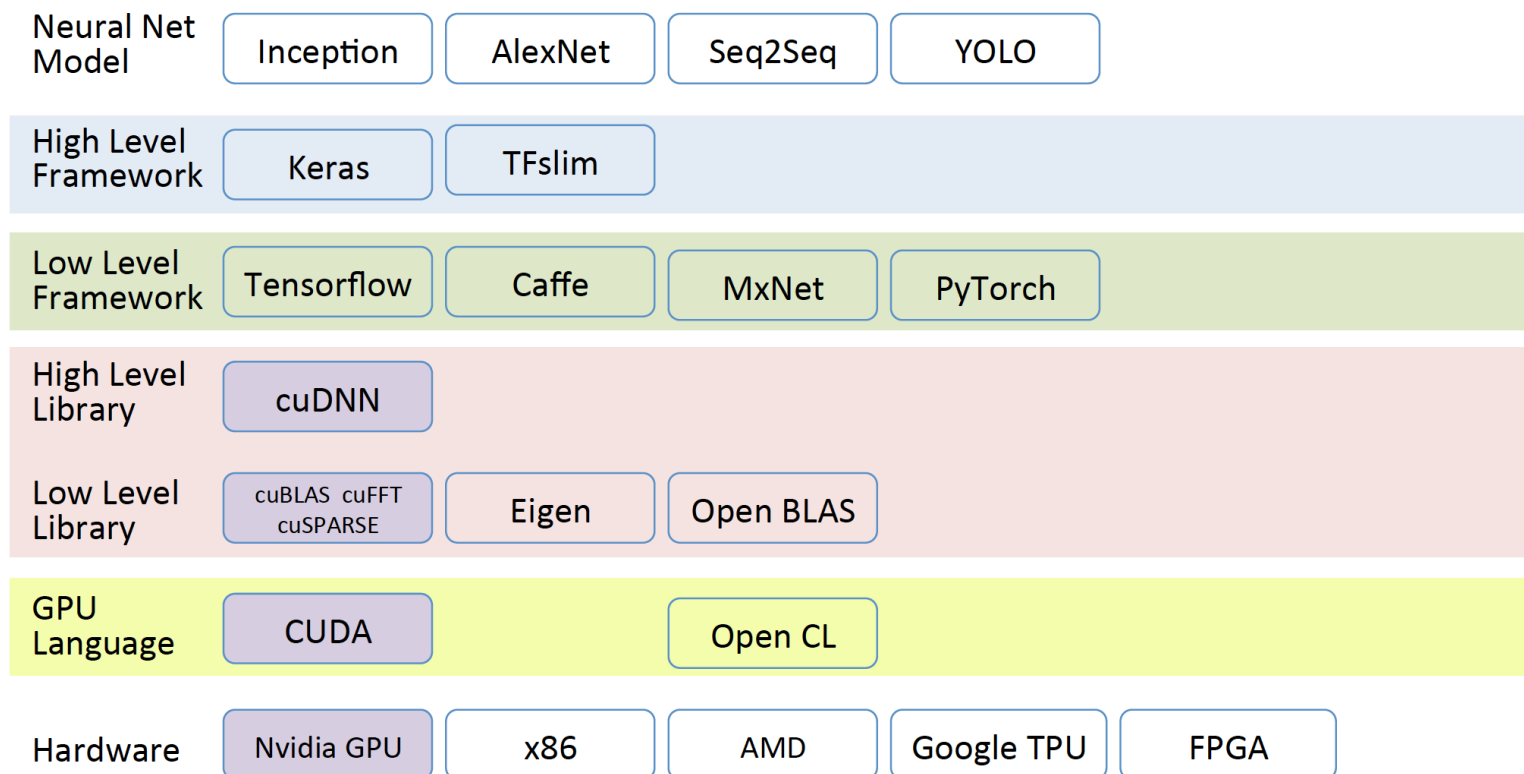 Neural Net
Model
Inception
AlexNet
Seq2Seq
YOLO
High Level
Framework
Keras
TFslim
Low Level
Framework
Tensorflow
Caffe
MxNet
PyTorch
High Level
Library
cuDNN
Low Level
Library
cuBLAS cuFFT
cuSPARSE
Eigen
Open BLAS
GPU
Language
CUDA
Open CL
Hardware
Nvidia GPU
x86
AMD
Google TPU
FPGA